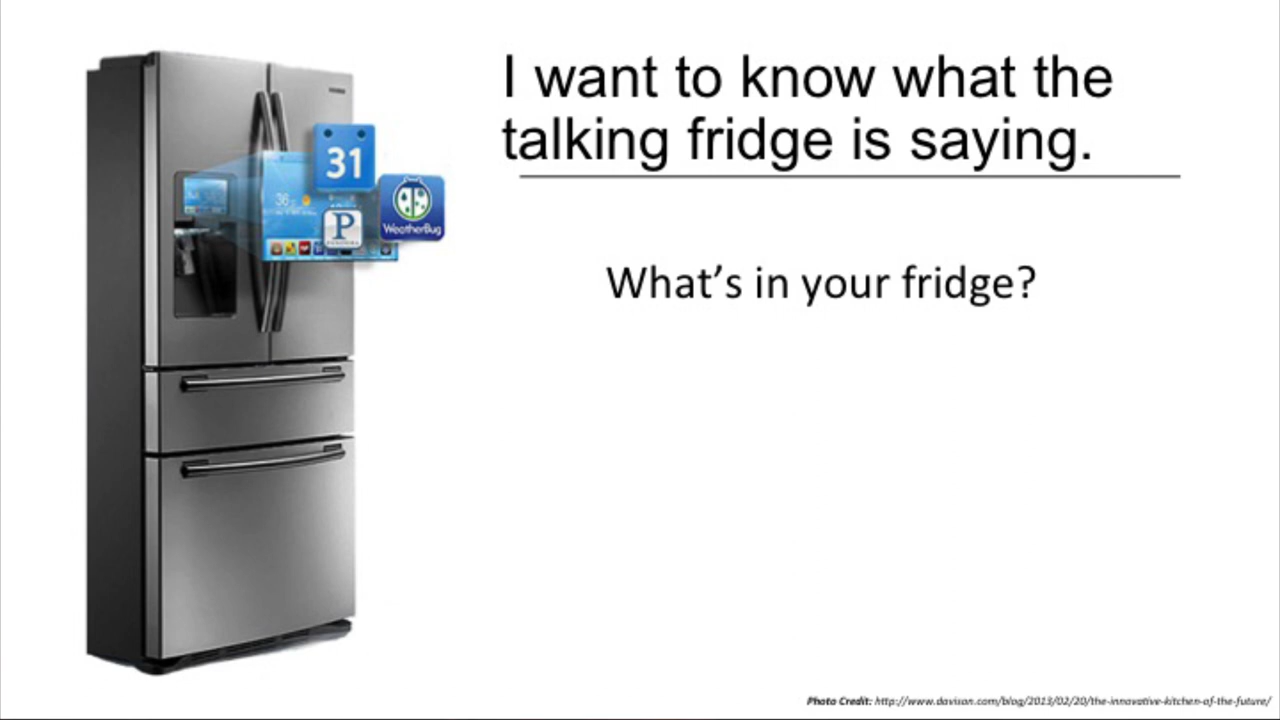 I want to know what the
talking fridge is saying.
31
36
P
WeatherBug
What's in your fridge?
Photo Credit: http://www.davison.com/blog/2013/02/20/the-innovative-kitchen-of-the-future/